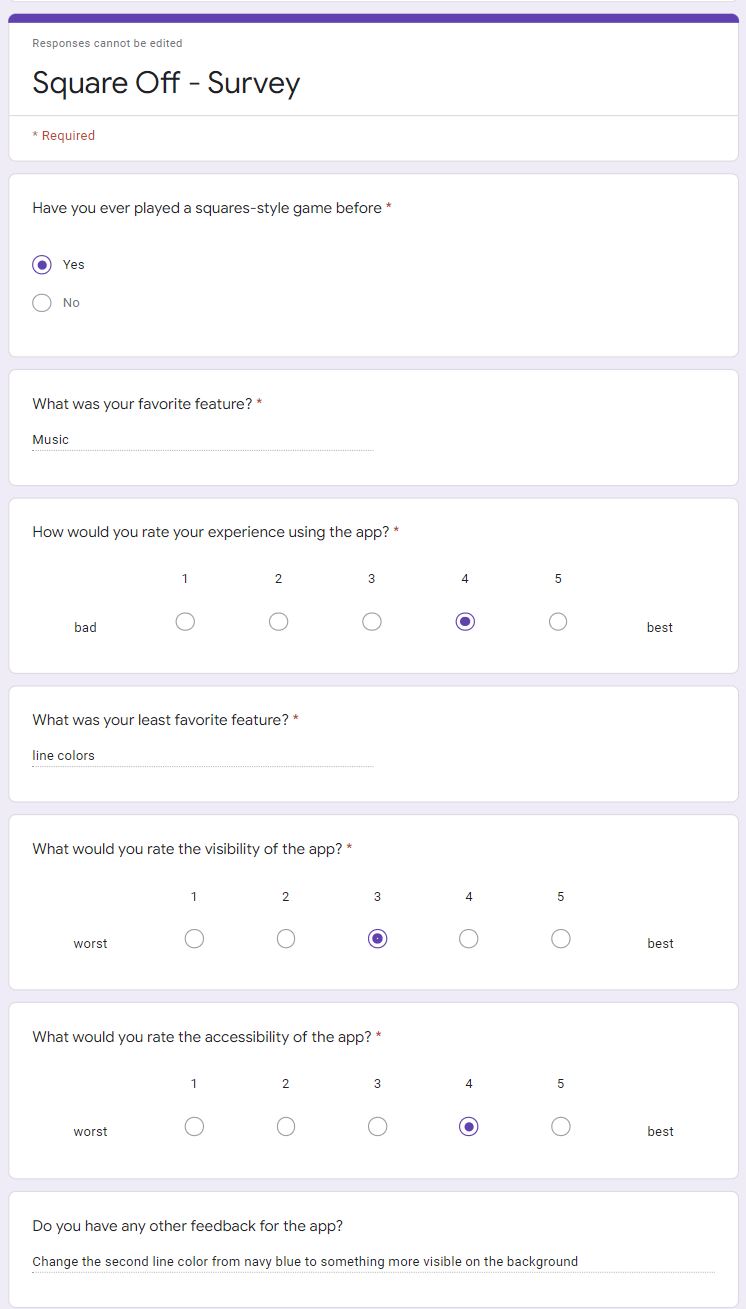 Responses cannot be edited
Square Off - Survey
* Required
Have you ever played a squares-style game before *
Yes
No
What was your favorite feature? *
Music
How would you rate your experience using the app? *
1 2 3 4 5
bad best
What was your least favorite feature? *
line colors
What would you rate the visibility of the app? *
1 2 3 4 5
worst best
What would you rate the accessibility of the app? *
1 2 3 4 5
worst best
Do you have any other feedback for the app?
Change the second line color from navy blue to something more visible on the background